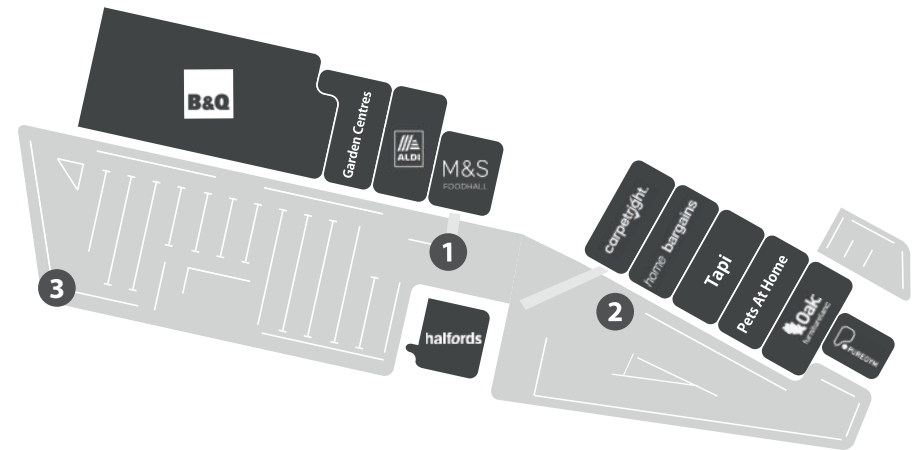 B&Q
Garden Centres
ALDI
M&S
FOODHALL
carpetright.
home bargains
Tapi
Pets At Home
Oak
furnitureland
PUREGYM
halfords
1
2
3